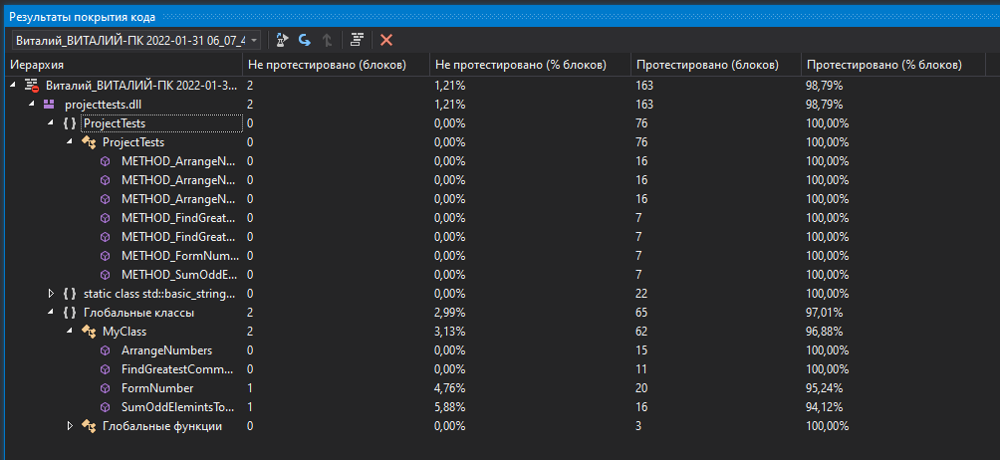 Результаты покрытия кода
Виталий_ВИТАЛИЙ-ПК 2022-01-31 06_07_4
Иерархия Не протестировано (блоков) Не протестировано (% блоков) Протестировано (блоков) Протестировано (% блоков)
Виталий_ВИТАЛИЙ-ПК 2022-01-3... 2 1,21% 163 98,79%
projecttests.dll 2 1,21% 163 98,79%
{ } ProjectTests 0 0,00% 76 100,00%
ProjectTests 0 0,00% 76 100,00%
METHOD_ArrangeN... 0 0,00% 16 100,00%
METHOD_ArrangeN... 0 0,00% 16 100,00%
METHOD_ArrangeN... 0 0,00% 16 100,00%
METHOD_FindGreat... 0 0,00% 7 100,00%
METHOD_FindGreat... 0 0,00% 7 100,00%
METHOD_FormNum... 0 0,00% 7 100,00%
METHOD_SumOddE... 0 0,00% 7 100,00%
{ } static class std::basic_string... 0 0,00% 22 100,00%
{ } Глобальные классы 2 2,99% 65 97,01%
MyClass 2 3,13% 62 96,88%
ArrangeNumbers 0 0,00% 15 100,00%
FindGreatestComm... 0 0,00% 11 100,00%
FormNumber 1 4,76% 20 95,24%
SumOddElemintsTo... 1 5,88% 16 94,12%
Глобальные функции 0 0,00% 3 100,00%